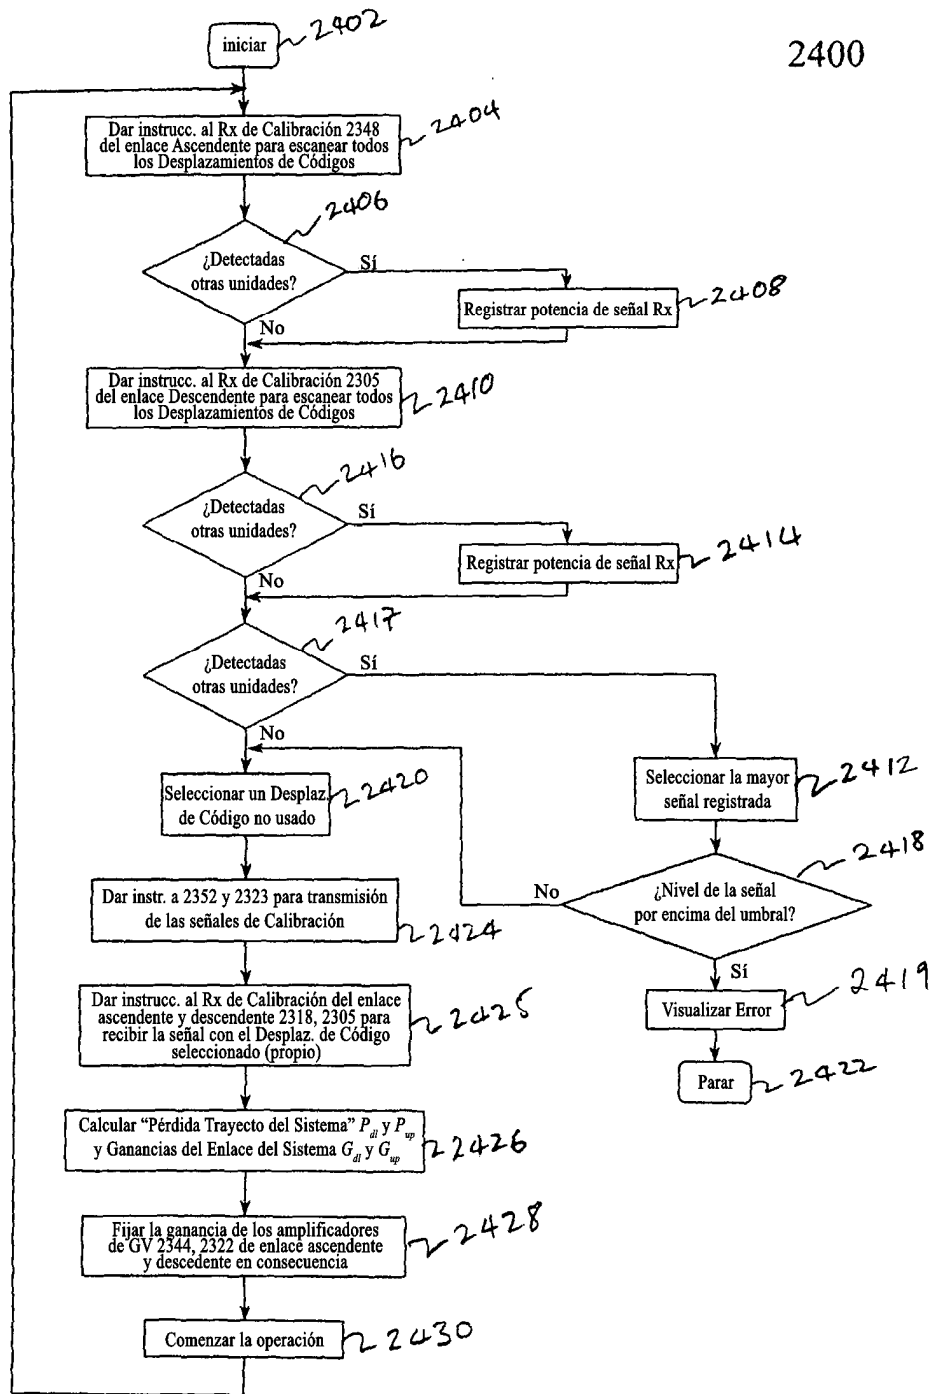 2400
iniciar
2402
Dar instrucc. al Rx de Calibración 2348
del enlace Ascendente para escanear todos
los Desplazamientos de Códigos
2404
2406
¿Detectadas
otras unidades?
Sí
Registrar potencia de señal Rx
2408
No
Dar instrucc. al Rx de Calibración 2305
del enlace Descendente para escanear todos
los Desplazamientos de Códigos
2410
2416
¿Detectadas
otras unidades?
Sí
Registrar potencia de señal Rx
2414
No
2417
¿Detectadas
otras unidades?
Sí
No
Seleccionar la mayor
señal registrada
2412
Seleccionar un Desplaz.
de Código no usado
2420
2418
¿Nivel de la señal
por encima del umbral?
No
Sí
Dar instr. a 2352 y 2323 para transmisión
de las señales de Calibración
2424
Visualizar Error
2419
Dar instrucc. al Rx de Calibración del enlace
ascendente y descendente 2318, 2305 para
recibir la señal con el Desplaz. de Código
seleccionado (propio)
2425
Parar
2422
Calcular “Pérdida Trayecto del Sistema” P_dl y P_up
y Ganancias del Enlace del Sistema G_dl y G_up
2426
Fijar la ganancia de los amplificadores
de GV 2344, 2322 de enlace ascendente
y descedente en consecuencia
2428
Comenzar la operación
2430